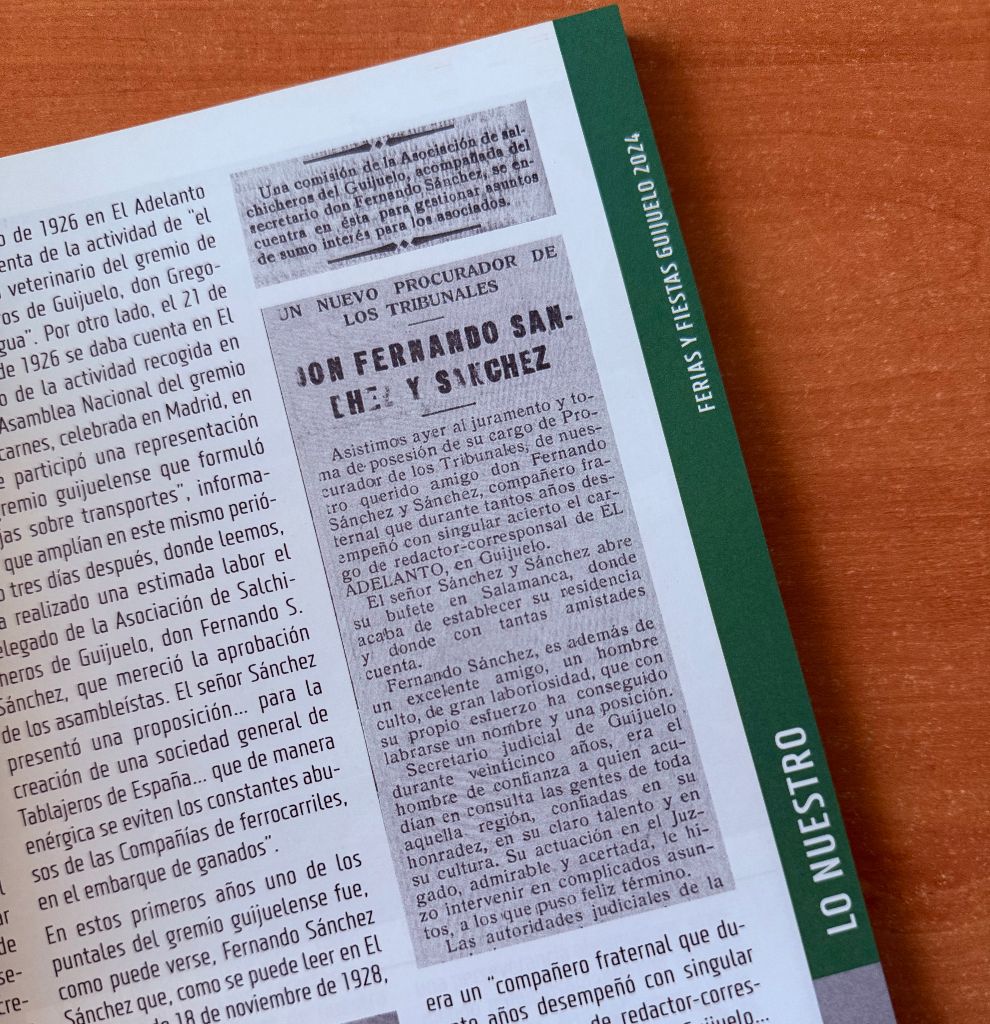 o de 1926 en El Adelanto
enta de la actividad de "el
veterinario del gremio de
ros de Guijuelo, don Grego-
gua". Por otro lado, el 21 de
de 1926 se daba cuenta en El
o de la actividad recogida en
Asamblea Nacional del gremio
carnes, celebrada en Madrid, en
e participó una representación
remio guijuelense que formuló
jas sobre transportes", informa-
que amplían en este mismo perió-
o tres días después, donde leemos,
a realizado una estimada labor el
elegado de la Asociación de Salchi-
neros de Guijuelo, don Fernando S.
Sánchez, que mereció la aprobación
de los asambleístas. El señor Sánchez
presentó una proposición... para la
creación de una sociedad general de
Tablajeros de España... que de manera
enérgica se eviten los constantes abu-
sos de las Compañías de ferrocarriles,
en el embarque de ganados".
En estos primeros años uno de los
puntales del gremio guijuelense fue,
como puede verse, Fernando Sánchez
Sánchez que, como se puede leer en El
de 18 de noviembre de 1928,
Una comisión de la Asociación de sal-
chicheros del Guijuelo, acompañada del
secretario don Fernando Sánchez, se en-
cuentra en ésta para gestionar asuntos
de sumo interés para los asociados.
UN NUEVO PROCURADOR DE
LOS TRIBUNALES
DON FERNANDO SAN-
CHEZ Y SANCHEZ
Asistimos ayer al juramento y to-
ma de posesión de su cargo de Pro-
curador de los Tribunales, de nues-
tro querido amigo don Fernando
Sánchez y Sánchez, compañero fra-
ternal que durante tantos años des-
empeñó con singular acierto el car-
go de redactor-corresponsal de EL
ADELANTO, en Guijuelo.
El señor Sánchez y Sánchez abre
su bufete en Salamanca, donde
acaba de establecer su residencia
y donde con tantas amistades
cuenta.
Fernando Sánchez, es además de
un excelente amigo, un hombre
culto, de gran laboriosidad, que con
su propio esfuerzo ha conseguido
labrarse un nombre y una posición.
Secretario judicial de Guijuelo
durante veinticinco años, era el
hombre de confianza a quien acu-
dían en consulta las gentes de toda
aquella región, confiadas en su
honradez, en su claro talento y en
su cultura. Su actuación en el Juz-
gado, admirable y acertada, le hi-
zo intervenir en complicados asun-
tos, a los que puso feliz término.
Las autoridades judiciales de la
era un "compañero fraternal que du-
años desempeñó con singular
de redactor-corres-
FERIAS Y FIESTAS GUIJUELO 2024
LO NUESTRO